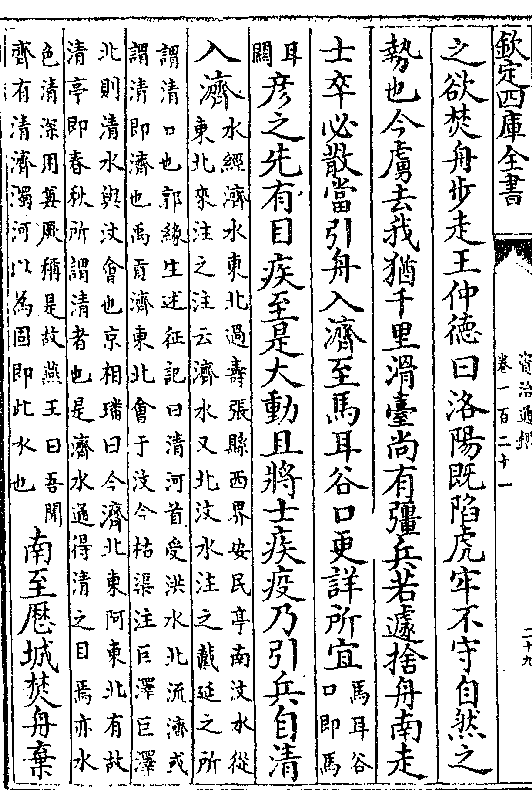 欽定四庫全書
資治通鑑
卷一百二十一
二十九
之欲焚舟步走王仲德曰洛陽既陷虎牢不守自然之
勢也今虜去我猶千里滑臺尚有彊兵若遽捨舟南走
士卒必散當引舟入濟至馬耳谷口更詳所宜馬耳谷口即馬
耳關彦之先有目疾至是大動且將士疾疫乃引兵自清
入濟水經濟水東北過壽張縣西界安民亭南汶水從東北來注之注云濟水又北汶水注之戴延之所
謂清口也郭緣生述征記曰清河首受洪水北流濟或謂清即濟也禹貢濟東北會于汶今枯渠注巨澤巨澤
北則清水與汶會也京相璠曰今濟北東阿東北有故清亭即春秋所謂清者也是濟水通得清之目焉亦水
色清深用兼厥稱是故燕王曰吾聞齊有清濟濁河以為固即此水也南至歷城焚舟棄